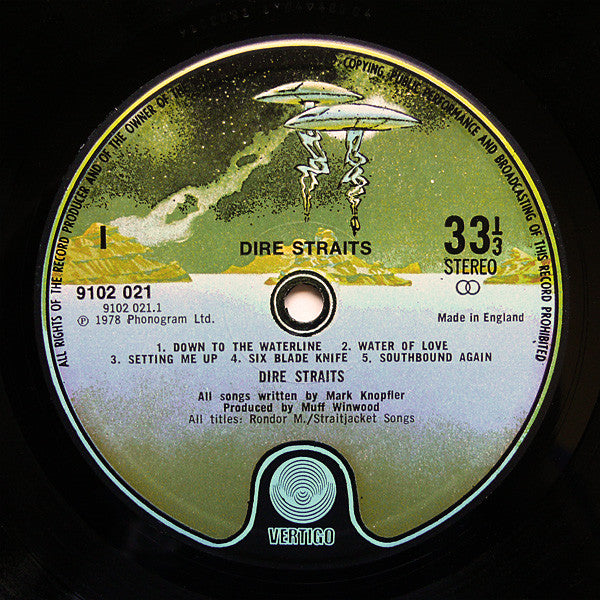 ALL RIGHTS OF THE RECORD PRODUCER AND OF THE OWNER OF THE
COPYING, PUBLIC PERFORMANCE AND BROADCASTING OF THIS RECORD PROHIBITED
I
DIRE STRAITS
33⅓
STEREO
9102 021
9102 021.1
℗ 1978 Phonogram Ltd.
Made in England
1. DOWN TO THE WATERLINE 2. WATER OF LOVE
3. SETTING ME UP 4. SIX BLADE KNIFE 5. SOUTHBOUND AGAIN
DIRE STRAITS
All songs written by Mark Knopfler
Produced by Muff Winwood
All titles: Rondor M./Straitjacket Songs
VERTIGO